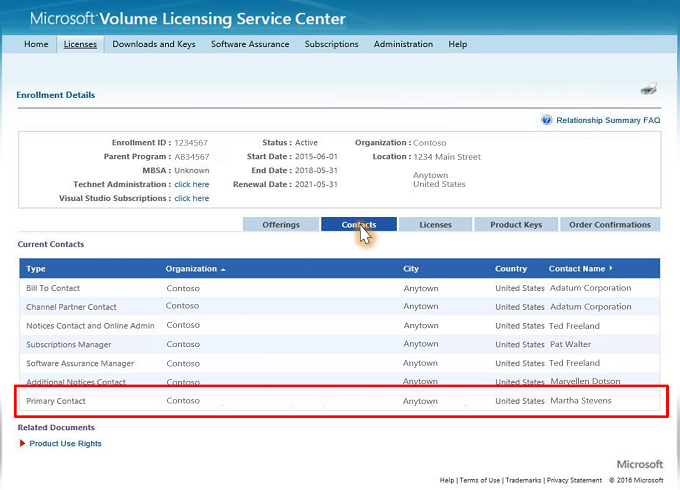 Microsoft Volume Licensing Service Center
Home Licenses Downloads and Keys Software Assurance Subscriptions Administration Help
Enrollment Details
Relationship Summary FAQ
Enrollment ID : 1234567 Status : Active Organization : Contoso
Parent Program : AB34567 Start Date : 2015-06-01 Location : 1234 Main Street
MBSA : Unknown End Date : 2018-05-31 Anytown
Technet Administration : click here Renewal Date : 2021-05-31 United States
Visual Studio Subscriptions : click here
Offerings Contacts Licenses Product Keys Order Confirmations
Current Contacts
Type Organization City Country Contact Name
Bill To Contact Contoso Anytown United States Adatum Corporation
Channel Partner Contact Contoso Anytown United States Adatum Corporation
Notices Contact and Online Admin Contoso Anytown United States Ted Freeland
Subscriptions Manager Contoso Anytown United States Pat Walter
Software Assurance Manager Contoso Anytown United States Ted Freeland
Additional Notices Contact Contoso Anytown United States Maryellen Dotson
Primary Contact Contoso Anytown United States Martha Stevens
Related Documents
Product Use Rights
Microsoft
Help | Terms of Use | Trademarks | Privacy Statement © 2016 Microsoft